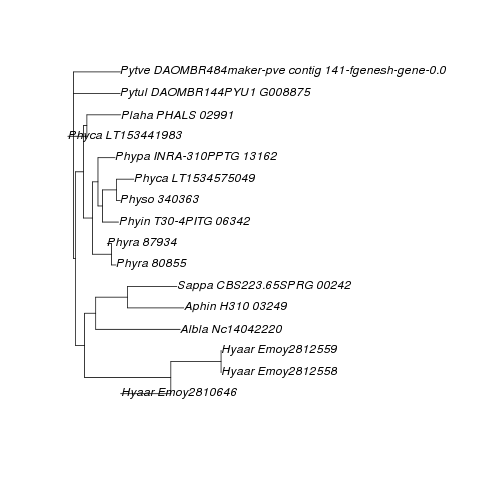 Pytve DAOMBR484maker-pve contig 141-fgenesh-gene-0.0
Pytul DAOMBR144PYU1 G008875
Plaha PHALS 02991
Phyca LT153441983
Phypa INRA-310PPTG 13162
Phyca LT1534575049
Physo 340363
Phyin T30-4PITG 06342
Phyra 87934
Phyra 80855
Sappa CBS223.65SPRG 00242
Aphin H310 03249
Albla Nc14042220
Hyaar Emoy2812559
Hyaar Emoy2812558
Hyaar Emoy2810646